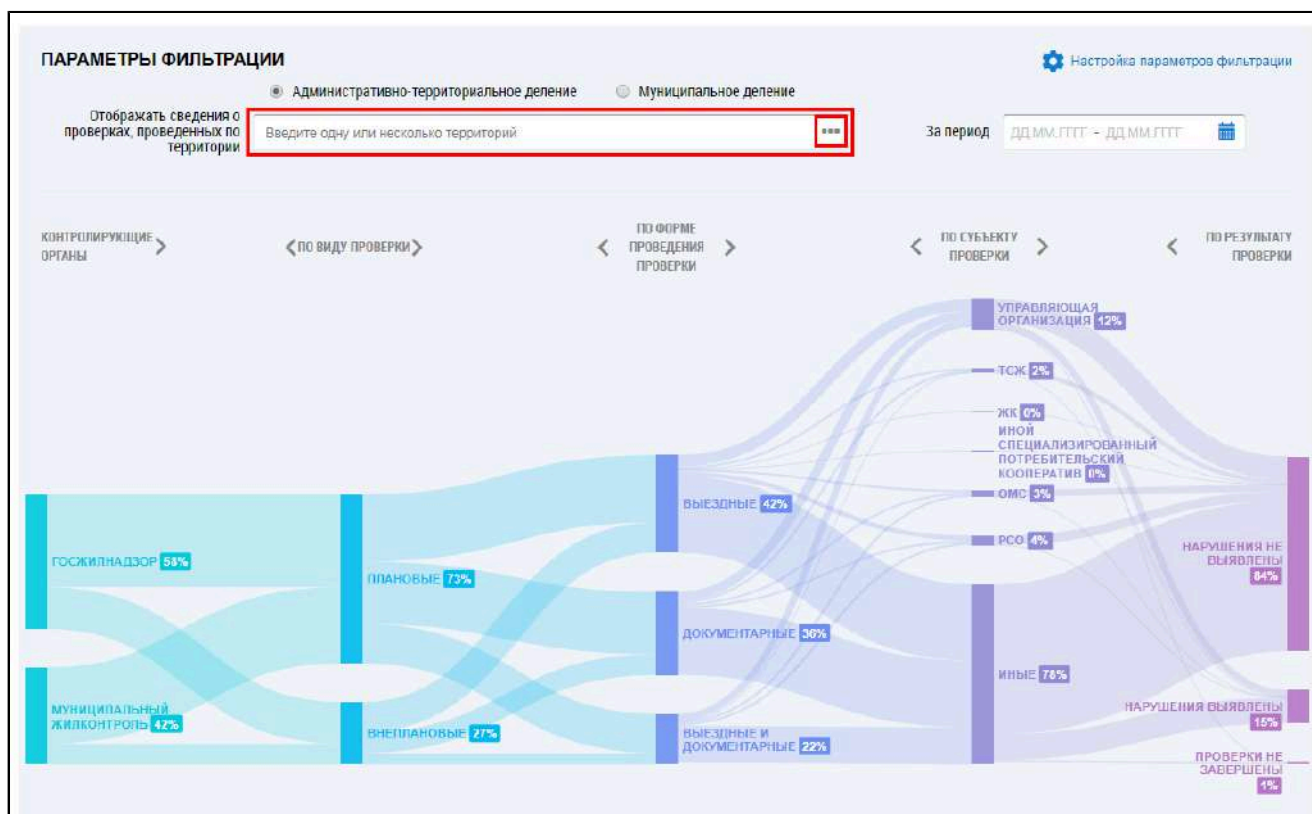 ПАРАМЕТРЫ ФИЛЬТРАЦИИ
Настройка параметров фильтрации
Административно-территориальное деление
Муниципальное деление
Отображать сведения о
проверках, проведенных по
территории
Введите одну или несколько территорий
За период
ДД.ММ.ГГГГ - ДД.ММ.ГГГГ
КОНТРОЛИРУЮЩИЕ
ОРГАНЫ
ПО ВИДУ ПРОВЕРКИ
ПО ФОРМЕ
ПРОВЕДЕНИЯ
ПРОВЕРКИ
ПО СУБЪЕКТУ
ПРОВЕРКИ
ПО РЕЗУЛЬТАТУ
ПРОВЕРКИ
УПРАВЛЯЮЩАЯ
ОРГАНИЗАЦИЯ 12%
ТСЖ 2%
ЖК 0%
ИНОЙ
СПЕЦИАЛИЗИРОВАННЫЙ
ПОТРЕБИТЕЛЬСКИЙ
КООПЕРАТИВ 0%
ОМС 3%
РСО 4%
ИНЫЕ 78%
ГОСЖИЛНАДЗОР 58%
МУНИЦИПАЛЬНЫЙ
ЖИЛКОНТРОЛЬ 42%
ПЛАНОВЫЕ 73%
ВНЕПЛАНОВЫЕ 27%
ВЫЕЗДНЫЕ 42%
ДОКУМЕНТАРНЫЕ 36%
ВЫЕЗДНЫЕ И
ДОКУМЕНТАРНЫЕ 22%
НАРУШЕНИЯ НЕ
ВЫЯВЛЕНЫ
84%
НАРУШЕНИЯ ВЫЯВЛЕНЫ
15%
ПРОВЕРКИ НЕ
ЗАВЕРШЕНЫ
1%